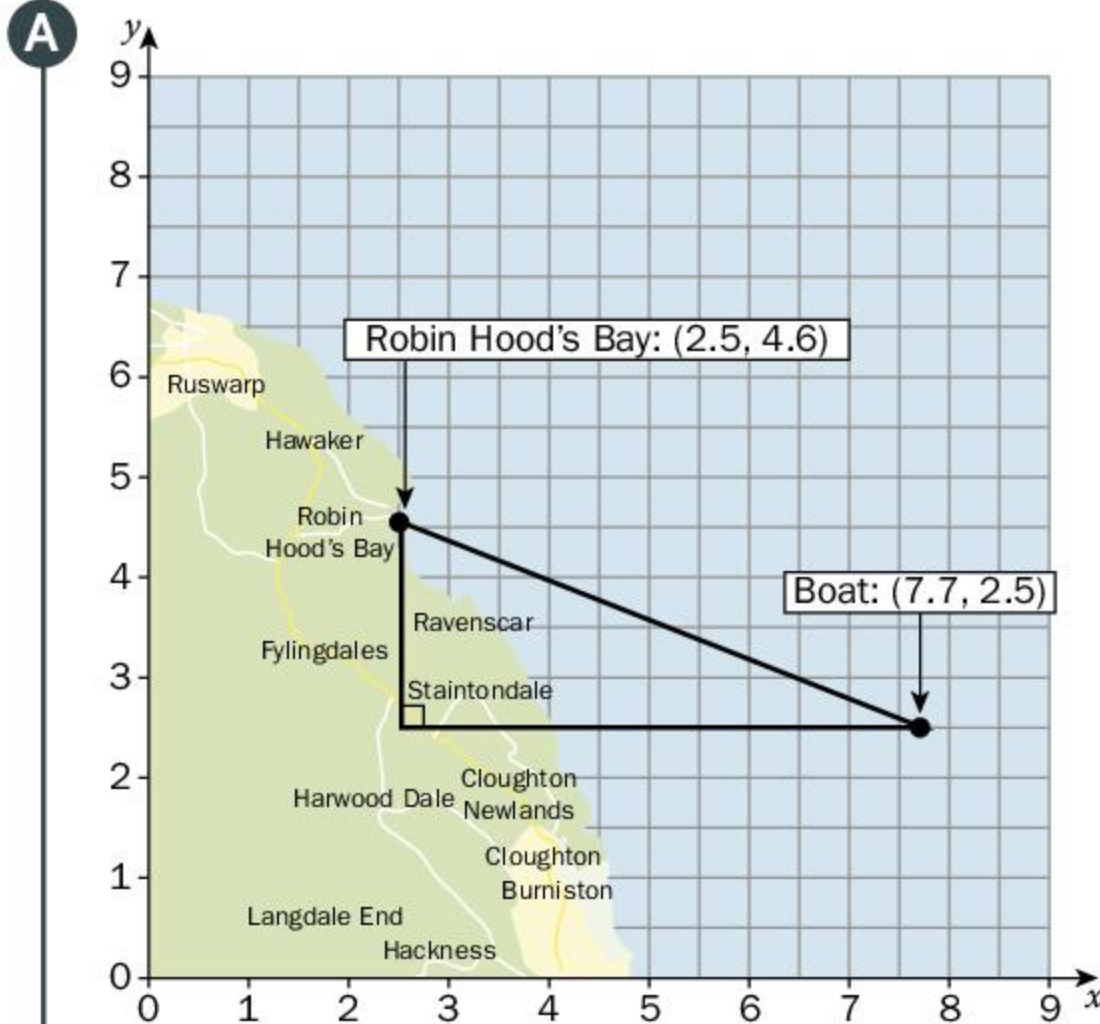 A
y
9
8
7
Robin Hood's Bay: (2.5, 4.6)
6
Ruswarp
Hawaker
5
Robin
Hood's Bay
4
Boat: (7.7, 2.5)
Ravenscar
Fylingdales
3
Staintondale
2
Cloughton
Newlands
Harwood Dale
Cloughton
1
Burniston
Langdale End
Hackness
0
0 1 2 3 4 5 6 7 8 9 x